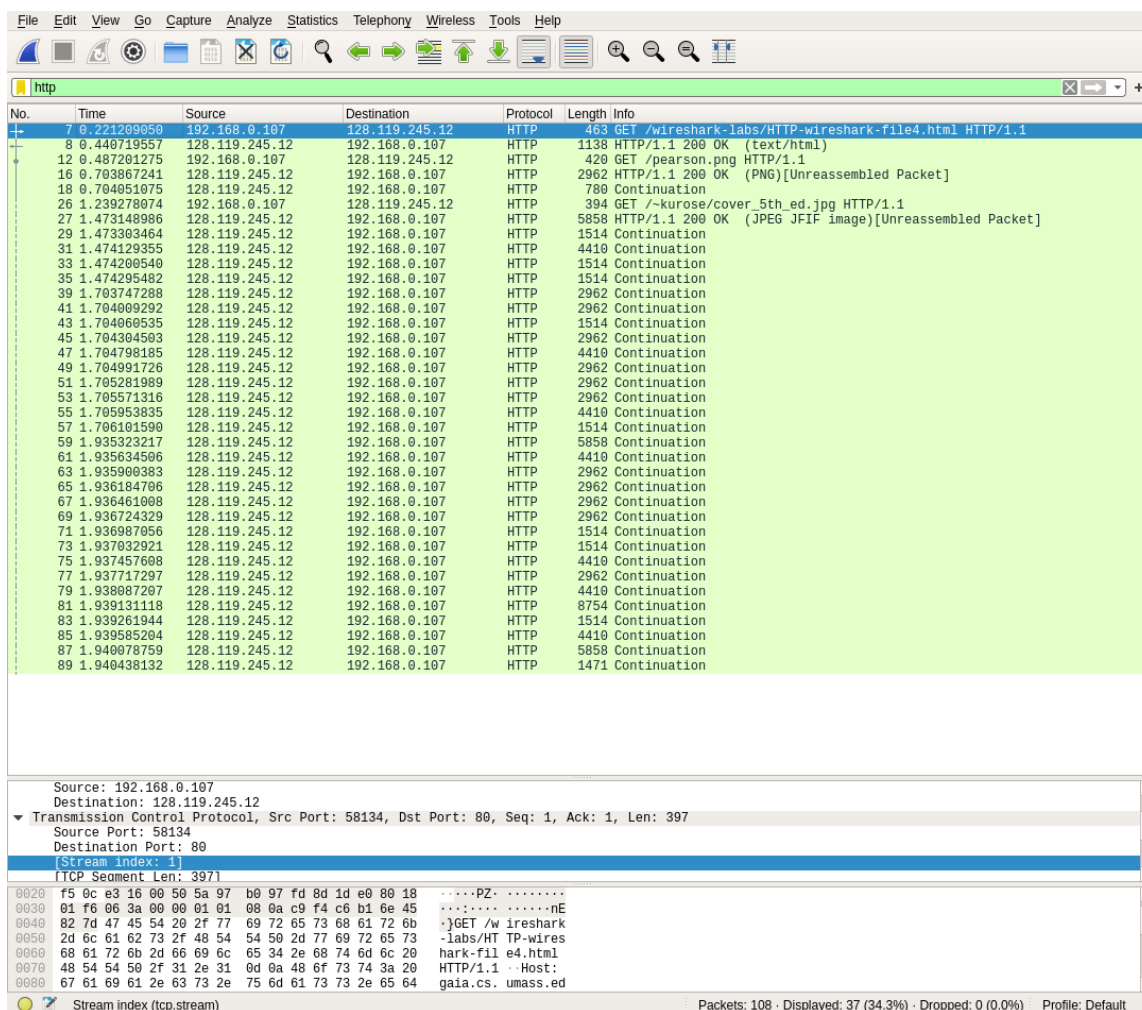 File Edit View Go Capture Analyze Statistics Telephony Wireless Tools Help
http
No. Time Source Destination Protocol Length Info
7 0.221209050 192.168.0.107 128.119.245.12 HTTP 463 GET /wireshark-labs/HTTP-wireshark-file4.html HTTP/1.1
8 0.440719557 128.119.245.12 192.168.0.107 HTTP 1138 HTTP/1.1 200 OK (text/html)
12 0.487201275 192.168.0.107 128.119.245.12 HTTP 420 GET /pearson.png HTTP/1.1
16 0.703867241 128.119.245.12 192.168.0.107 HTTP 2962 HTTP/1.1 200 OK (PNG)[Unreassembled Packet]
18 0.704051075 128.119.245.12 192.168.0.107 HTTP 780 Continuation
26 1.239278074 192.168.0.107 128.119.245.12 HTTP 394 GET /~kurose/cover_5th_ed.jpg HTTP/1.1
27 1.473148986 128.119.245.12 192.168.0.107 HTTP 5858 HTTP/1.1 200 OK (JPEG JFIF image)[Unreassembled Packet]
29 1.473303464 128.119.245.12 192.168.0.107 HTTP 1514 Continuation
31 1.474129355 128.119.245.12 192.168.0.107 HTTP 4410 Continuation
33 1.474200540 128.119.245.12 192.168.0.107 HTTP 1514 Continuation
35 1.474295482 128.119.245.12 192.168.0.107 HTTP 1514 Continuation
39 1.703747288 128.119.245.12 192.168.0.107 HTTP 2962 Continuation
41 1.704009292 128.119.245.12 192.168.0.107 HTTP 2962 Continuation
43 1.704060535 128.119.245.12 192.168.0.107 HTTP 1514 Continuation
45 1.704304503 128.119.245.12 192.168.0.107 HTTP 2962 Continuation
47 1.704798185 128.119.245.12 192.168.0.107 HTTP 4410 Continuation
49 1.704991726 128.119.245.12 192.168.0.107 HTTP 2962 Continuation
51 1.705281989 128.119.245.12 192.168.0.107 HTTP 2962 Continuation
53 1.705571316 128.119.245.12 192.168.0.107 HTTP 2962 Continuation
55 1.705953835 128.119.245.12 192.168.0.107 HTTP 4410 Continuation
57 1.706101590 128.119.245.12 192.168.0.107 HTTP 1514 Continuation
59 1.935323217 128.119.245.12 192.168.0.107 HTTP 5858 Continuation
61 1.935634506 128.119.245.12 192.168.0.107 HTTP 4410 Continuation
63 1.935900383 128.119.245.12 192.168.0.107 HTTP 2962 Continuation
65 1.936184706 128.119.245.12 192.168.0.107 HTTP 2962 Continuation
67 1.936461008 128.119.245.12 192.168.0.107 HTTP 2962 Continuation
69 1.936724329 128.119.245.12 192.168.0.107 HTTP 2962 Continuation
71 1.936987056 128.119.245.12 192.168.0.107 HTTP 1514 Continuation
73 1.937032921 128.119.245.12 192.168.0.107 HTTP 1514 Continuation
75 1.937457608 128.119.245.12 192.168.0.107 HTTP 4410 Continuation
77 1.937717297 128.119.245.12 192.168.0.107 HTTP 2962 Continuation
79 1.938087207 128.119.245.12 192.168.0.107 HTTP 4410 Continuation
81 1.939131118 128.119.245.12 192.168.0.107 HTTP 8754 Continuation
83 1.939261944 128.119.245.12 192.168.0.107 HTTP 1514 Continuation
85 1.939585204 128.119.245.12 192.168.0.107 HTTP 4410 Continuation
87 1.940078759 128.119.245.12 192.168.0.107 HTTP 5858 Continuation
89 1.940438132 128.119.245.12 192.168.0.107 HTTP 1471 Continuation
Source: 192.168.0.107
Destination: 128.119.245.12
Transmission Control Protocol, Src Port: 58134, Dst Port: 80, Seq: 1, Ack: 1, Len: 397
Source Port: 58134
Destination Port: 80
[Stream index: 1]
[TCP Segment Len: 397]
0020 f5 0c e3 16 00 50 5a 97 b0 97 fd 8d 1d e0 80 18 ·····PZ· ········
0030 01 f6 06 3a 00 00 01 01 08 0a c9 f4 c6 b1 6e 45 ···:···· ······nE
0040 82 7d 47 45 54 20 2f 77 69 72 65 73 68 61 72 6b ·}GET /w ireshark
0050 2d 6c 61 62 73 2f 48 54 54 50 2d 77 69 72 65 73 -labs/HT TP-wires
0060 68 61 72 6b 2d 66 69 6c 65 34 2e 68 74 6d 6c 20 hark-fil e4.html
0070 48 54 54 50 2f 31 2e 31 0d 0a 48 6f 73 74 3a 20 HTTP/1.1 ··Host:
0080 67 61 69 61 2e 63 73 2e 75 6d 61 73 73 2e 65 64 gaia.cs. umass.ed
Stream index (tcp.stream) Packets: 108 · Displayed: 37 (34.3%) · Dropped: 0 (0.0%) Profile: Default